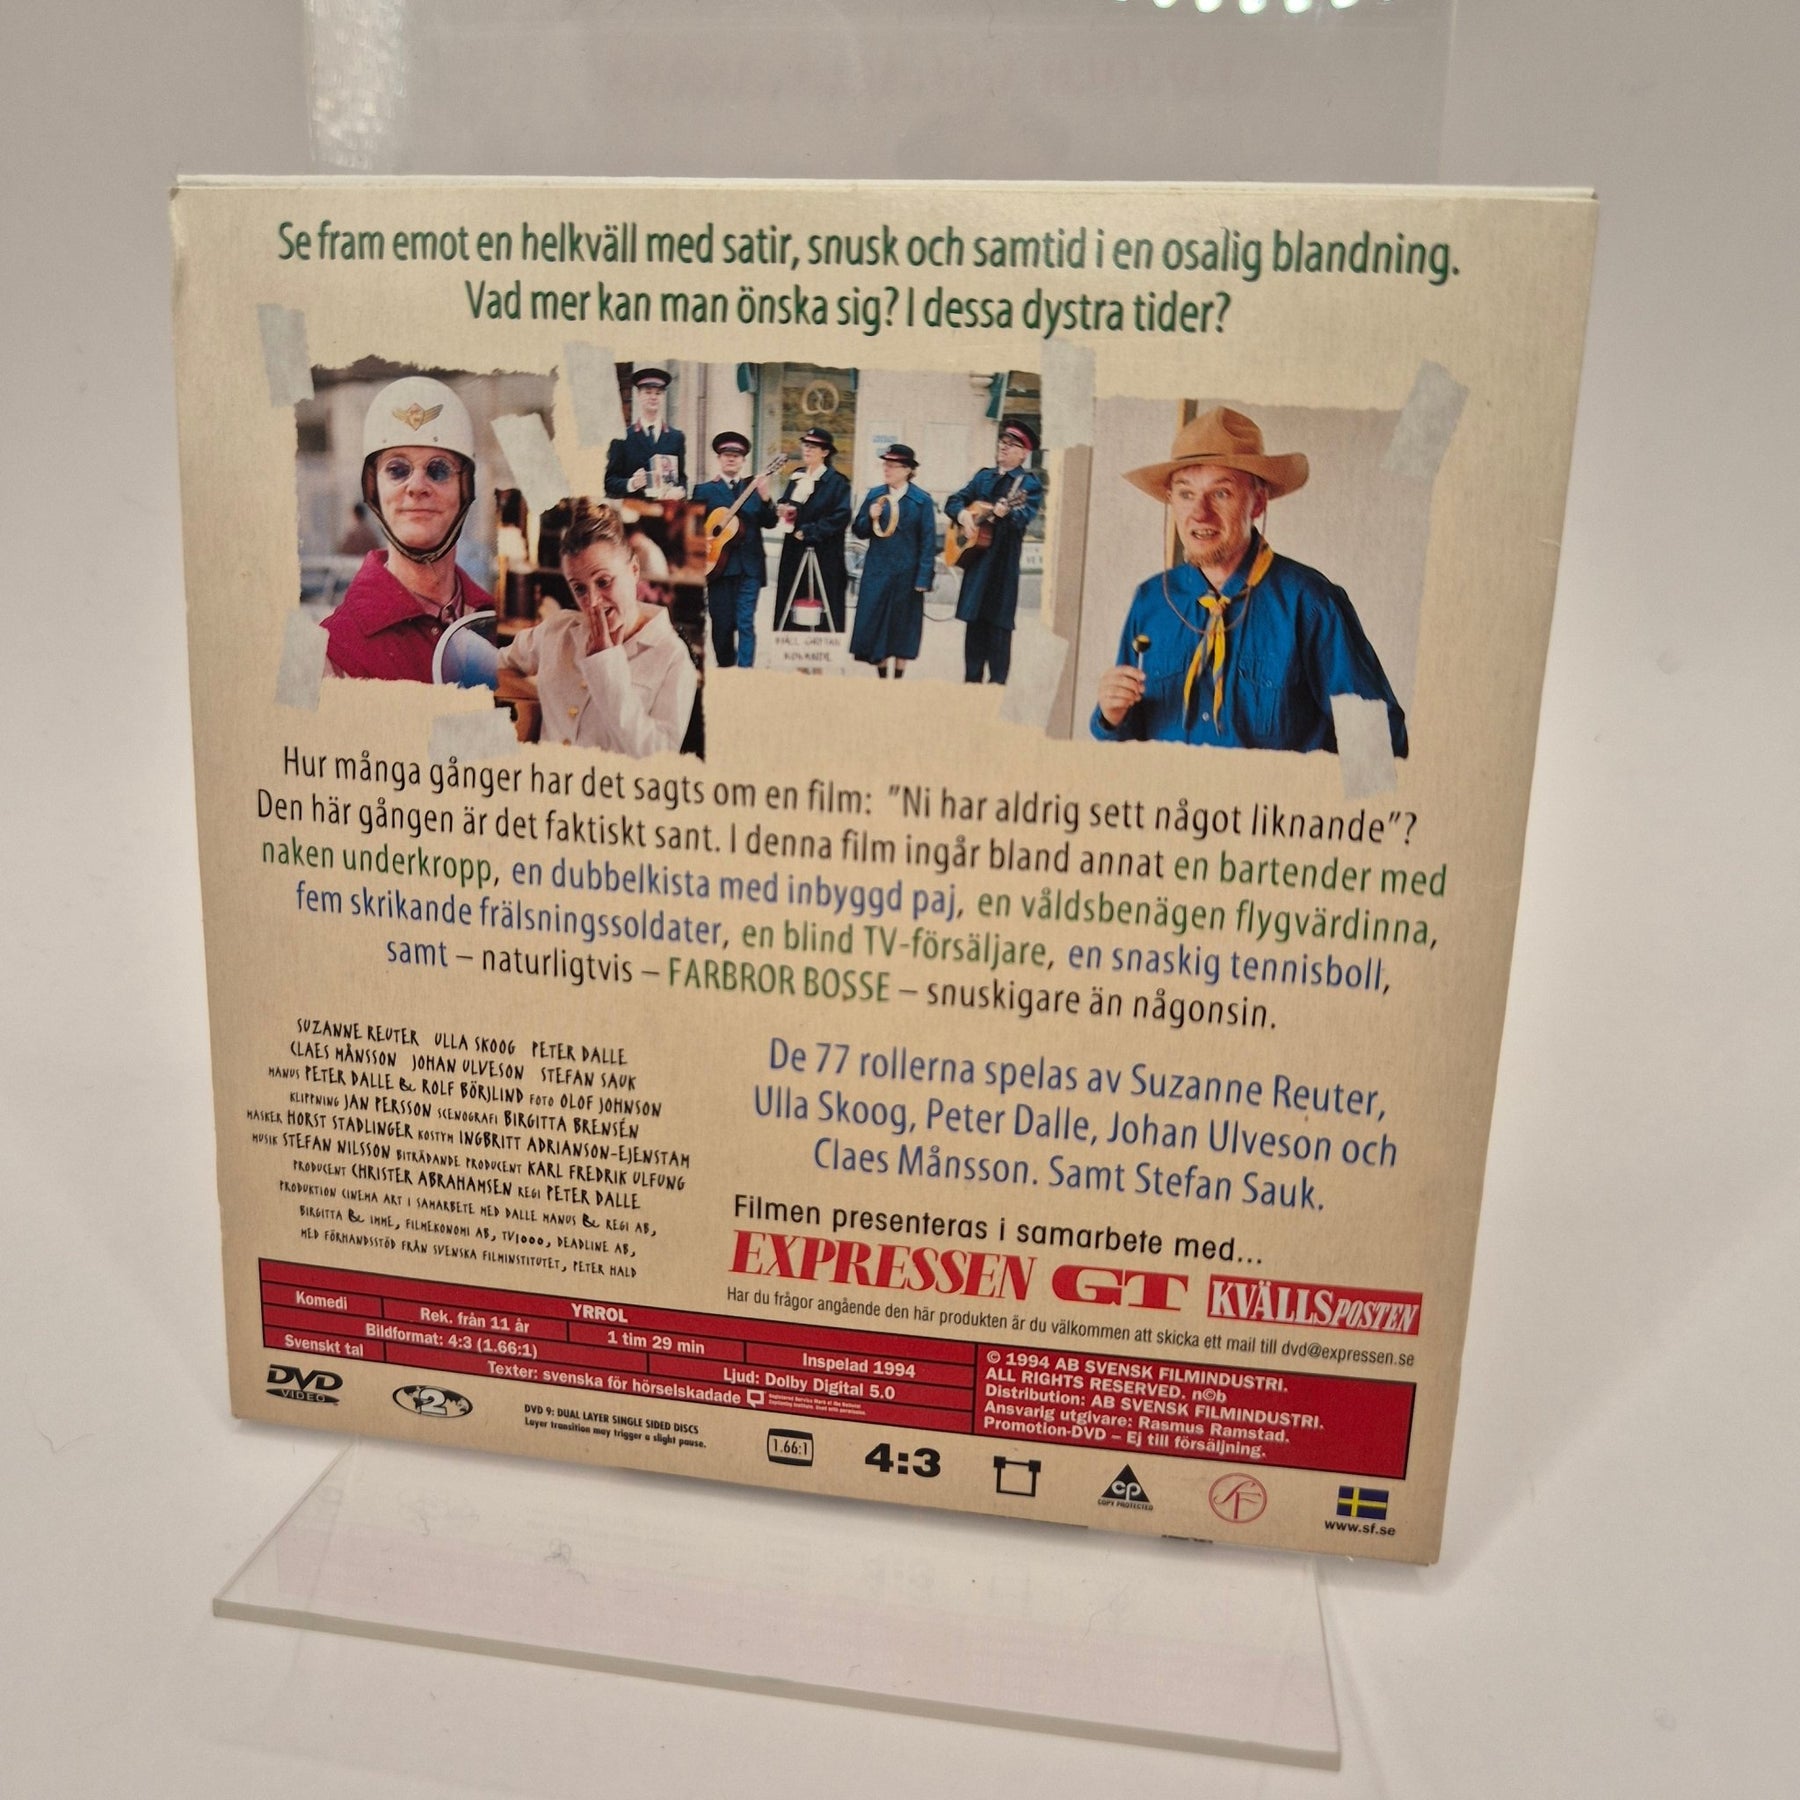 Se fram emot en helkväll med satir, snusk och samtid i en osalig blandning.
Vad mer kan man önska sig? I dessa dystra tider?
Hur många gånger har det sagts om en film: ”Ni har aldrig sett något liknande”?
Den här gången är det faktiskt sant. I denna film ingår bland annat en bartender med
naken underkropp, en dubbelkista med inbyggd paj, en våldsbenägen flygvärdinna,
fem skrikande frälsningssoldater, en blind TV-försäljare, en snaskig tennisboll,
samt – naturligtvis – FARBROR BOSSE – snuskigare än någonsin.
SUZANNE REUTER ULLA SKOOG PETER DALLE
CLAES MÅNSSON JOHAN ULVESON STEFAN SAUK
MANUS PETER DALLE & ROLF BÖRJLIND FOTO OLOF JOHNSON
KLIPPNING JAN PERSSON SCENOGRAFI BIRGITTA BRENSÉN
MASKER HORST STADLINGER KOSTYM INGBRITT ADRIANSON-EJENSTAM
MUSIK STEFAN NILSSON BITRÄDANDE PRODUCENT KARL FREDRIK ULFUNG
PRODUCENT CHRISTER ABRAHAMSEN REGI PETER DALLE
PRODUKTION CINEMA ART I SAMARBETE MED DALLE MANUS & REGI AB,
BIRGITTA & IMME, FILMEKONOMI AB, TV1000, DEADLINE AB,
MED FÖRHANDSSTÖD FRÅN SVENSKA FILMINSTITUTET, PETER HALD
De 77 rollerna spelas av Suzanne Reuter,
Ulla Skoog, Peter Dalle, Johan Ulveson och
Claes Månsson. Samt Stefan Sauk.
Filmen presenteras i samarbete med...
EXPRESSEN GT KVÄLLSPOSTEN
Har du frågor angående den här produkten är du välkommen att skicka ett mail till dvd@expressen.se
YRROL
Komedi Rek. från 11 år 1 tim 29 min Inspelad 1994
Bildformat: 4:3 (1.66:1) Ljud: Dolby Digital 5.0
Svenskt tal Texter: svenska för hörselskadade
© 1994 AB SVENSK FILMINDUSTRI.
ALL RIGHTS RESERVED. n©b
Distribution: AB SVENSK FILMINDUSTRI.
Ansvarig utgivare: Rasmus Ramstad.
Promotion-DVD – Ej till försäljning.
DVD
VIDEO
2
DVD 9: DUAL LAYER SINGLE SIDED DISCS
Layer transition may trigger a slight pause.
1.66:1
4:3
CP
COPY PROTECTED
SF
www.sf.se